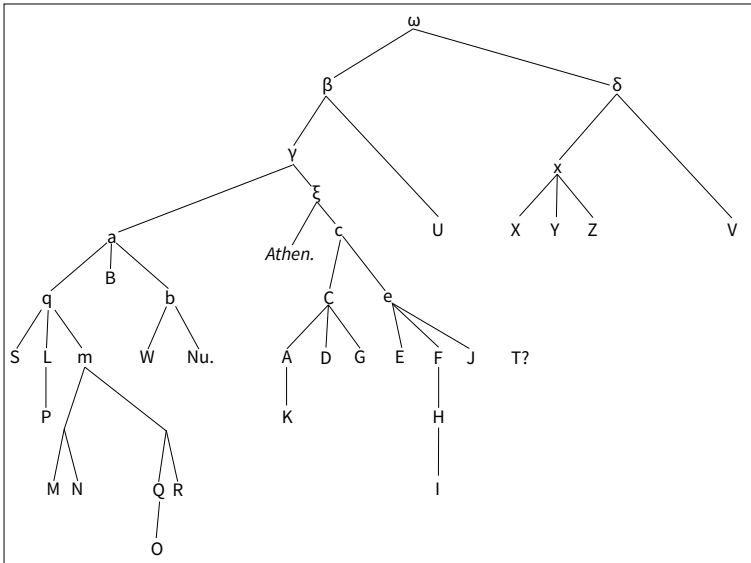 ω
β δ
γ
x
ξ
a c U X Y Z V
Athen.
B
q b C e
S L m W Nu. A D G E F J T?
P K H
M N Q R I
O